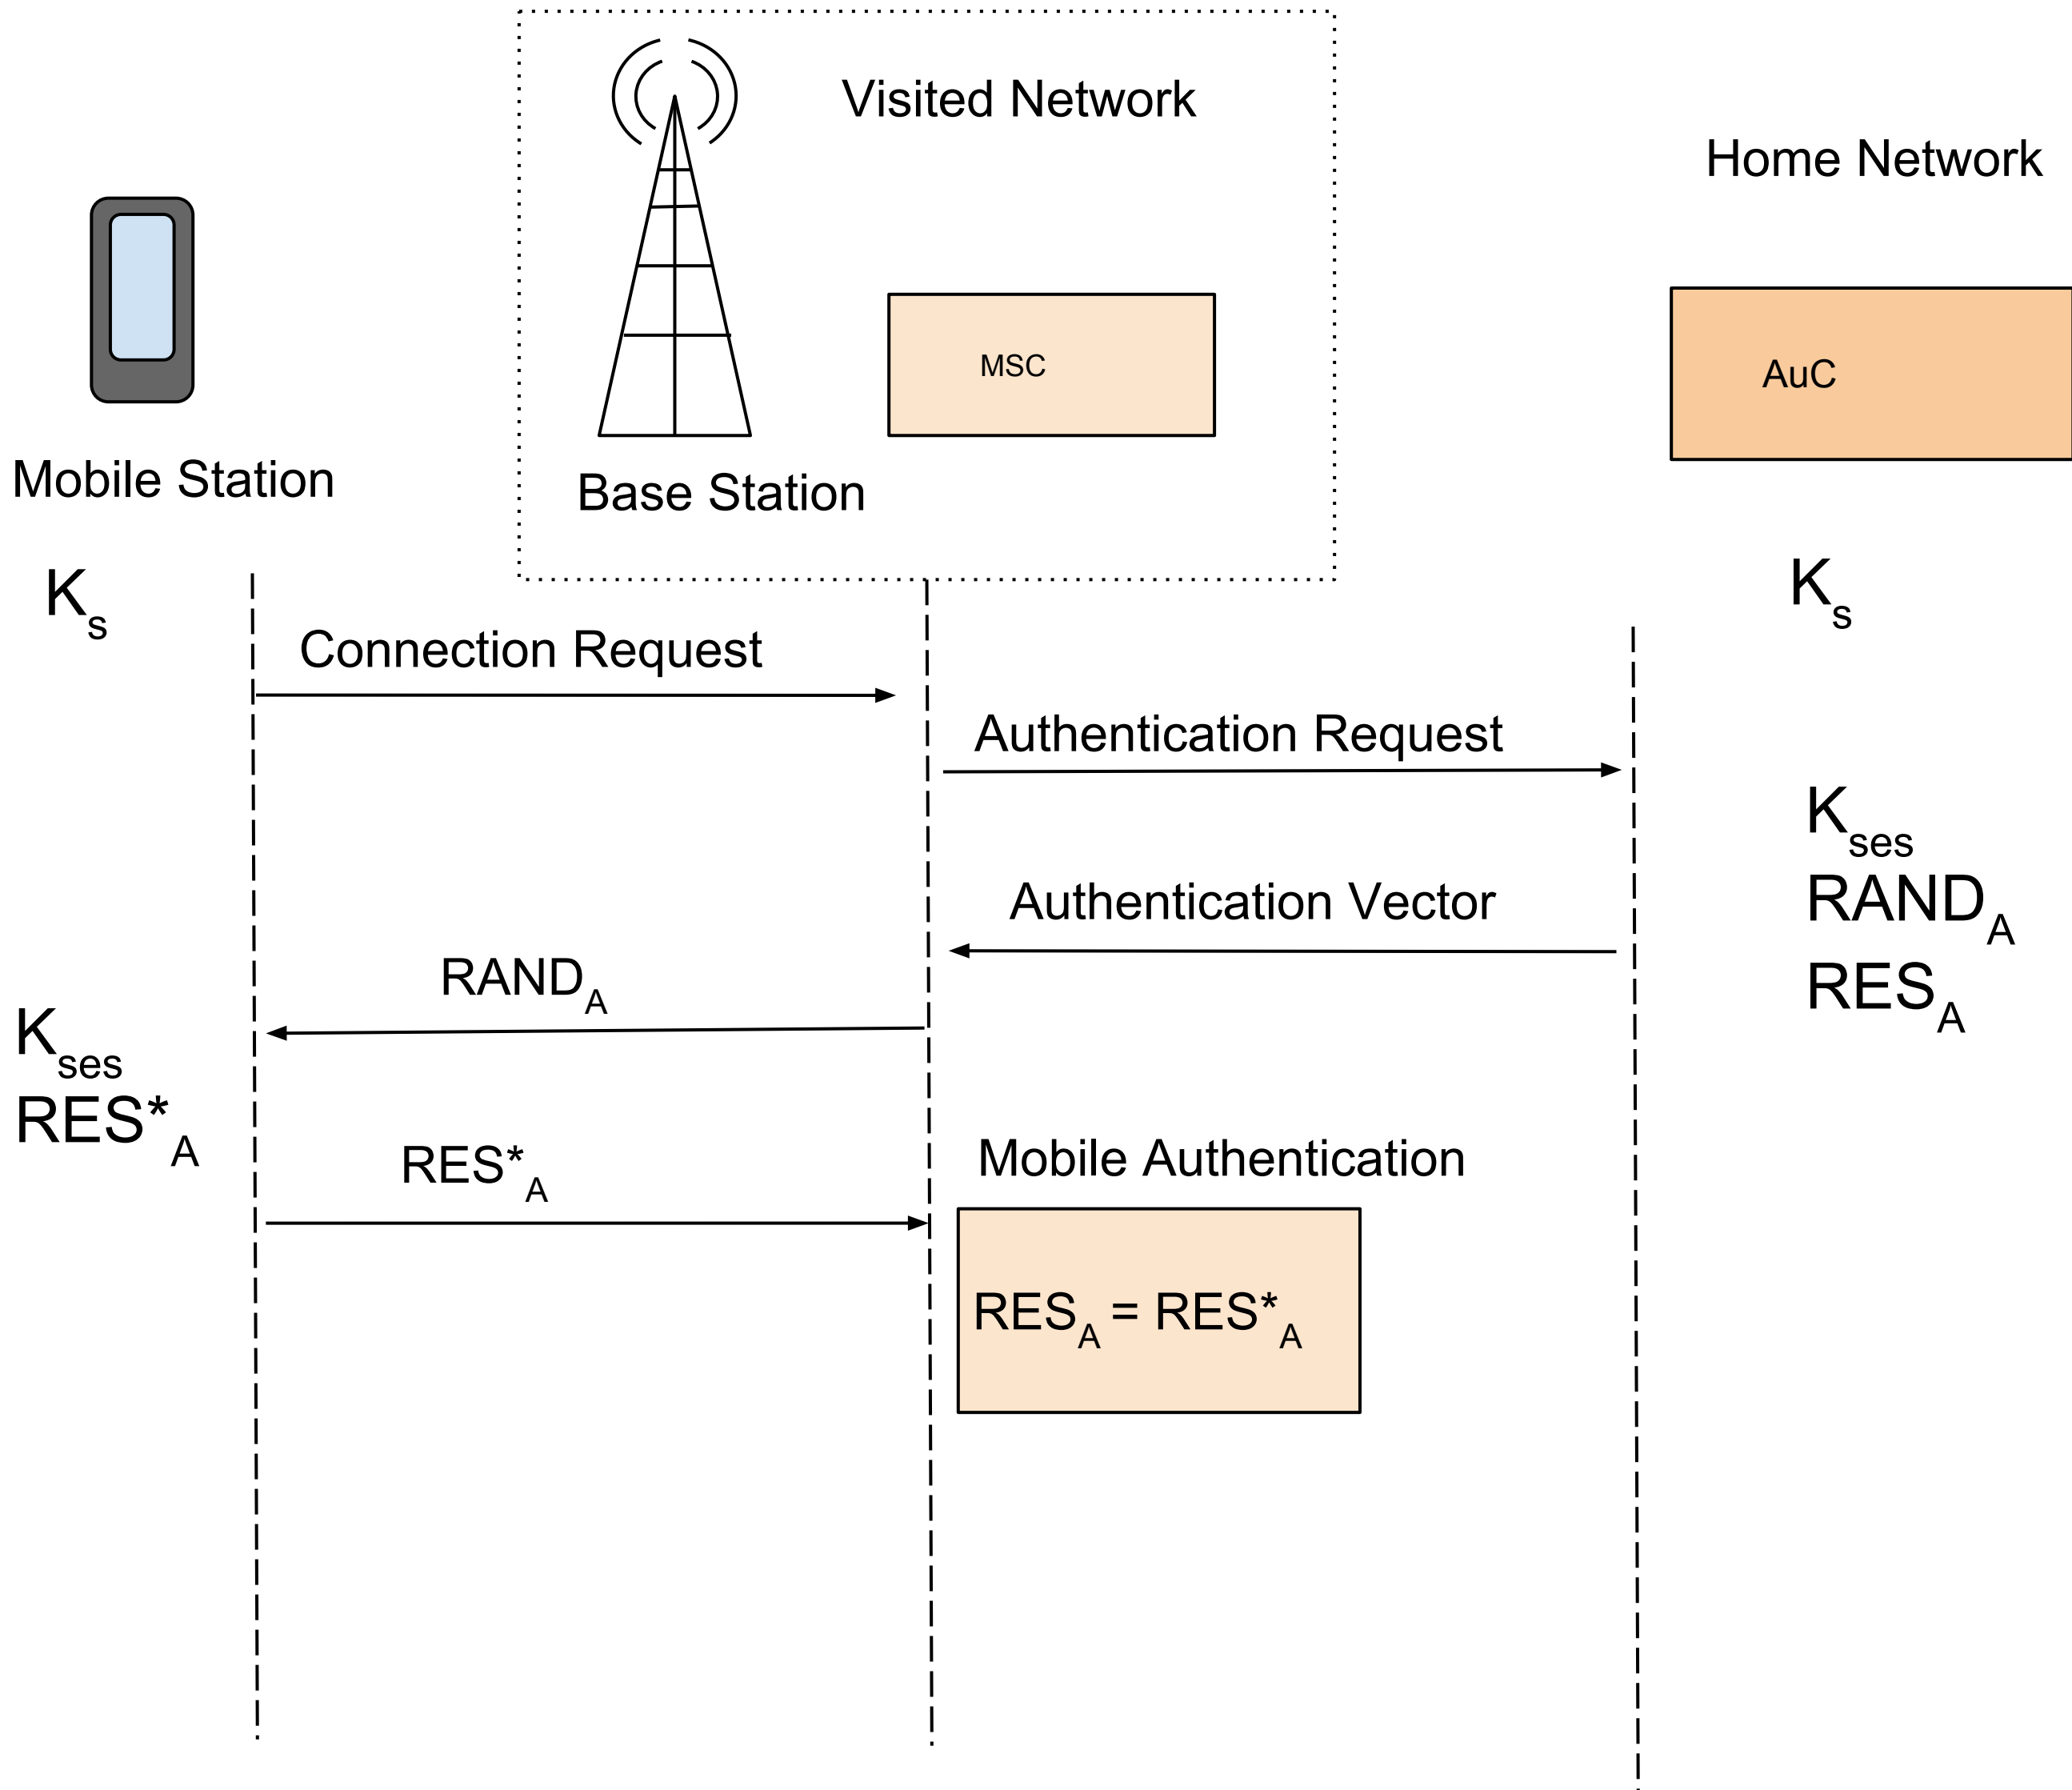 Visited Network
Home Network
MSC
AuC
Mobile Station
Base Station
Ks
Ks
Connection Request
Authentication Request
Kses
RANDA
RESA
Authentication Vector
RANDA
Kses
RES*A
RES*A
Mobile Authentication
RESA = RES*A